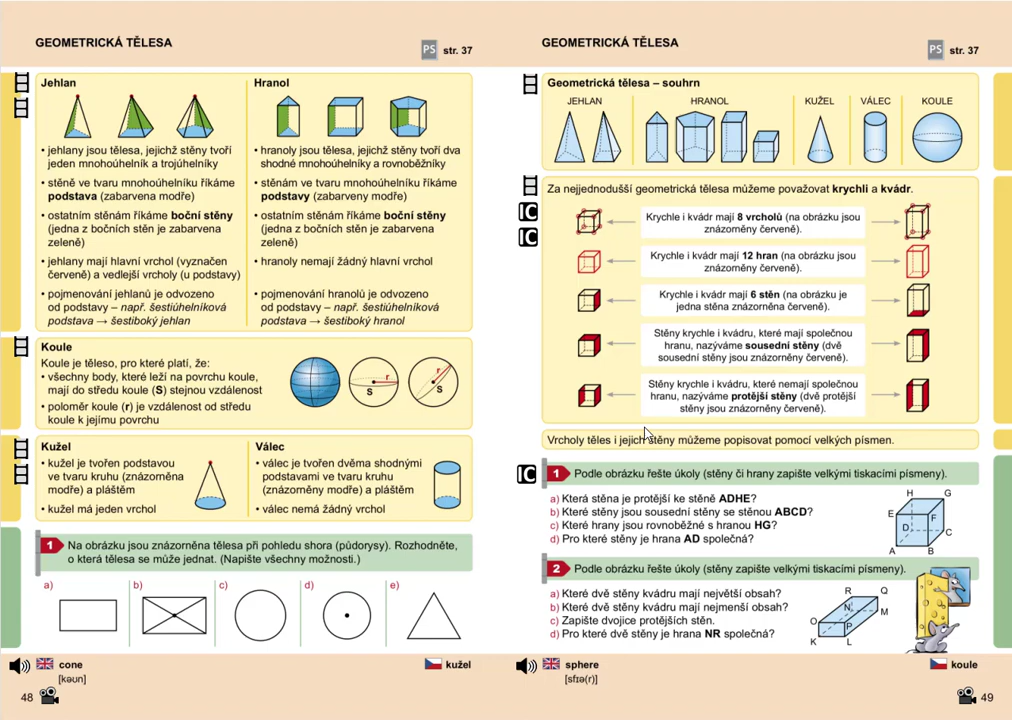 GEOMETRICKÁ TĚLESA
PS str. 37
Jehlan
• jehlany jsou tělesa, jejichž stěny tvoří
jeden mnohoúhelník a trojúhelníky
• stěně ve tvaru mnohoúhelníku říkáme
podstava (zabarvena modře)
• ostatním stěnám říkáme boční stěny
(jedna z bočních stěn je zabarvena
zeleně)
• jehlany mají hlavní vrchol (vyznačen
červeně) a vedlejší vrcholy (u podstavy)
• pojmenování jehlanů je odvozeno
od podstavy – např. šestiúhelníková
podstava → šestiboký jehlan
Hranol
• hranoly jsou tělesa, jejichž stěny tvoří dva
shodné mnohoúhelníky a rovnoběžníky
• stěnám ve tvaru mnohoúhelníku říkáme
podstavy (zabarveny modře)
• ostatním stěnám říkáme boční stěny
(jedna z bočních stěn je zabarvena
zeleně)
• hranoly nemají žádný hlavní vrchol
• pojmenování hranolů je odvozeno
od podstavy – např. šestiúhelníková
podstava → šestiboký hranol
Koule
Koule je těleso, pro které platí, že:
• všechny body, které leží na povrchu koule,
mají do středu koule (S) stejnou vzdálenost
• poloměr koule (r) je vzdálenost od středu
koule k jejímu povrchu
r
S
r
S
Kužel
• kužel je tvořen podstavou
ve tvaru kruhu (znázorněna
modře) a pláštěm
• kužel má jeden vrchol
Válec
• válec je tvořen dvěma shodnými
podstavami ve tvaru kruhu
(znázorněny modře) a pláštěm
• válec nemá žádný vrchol
1 Na obrázku jsou znázorněna tělesa při pohledu shora (půdorysy). Rozhodněte,
o která tělesa se může jednat. (Napište všechny možnosti.)
a) b) c) d) e)
cone kužel
[kəun]
48
GEOMETRICKÁ TĚLESA
PS str. 37
Geometrická tělesa – souhrn
JEHLAN HRANOL KUŽEL VÁLEC KOULE
Za nejjednodušší geometrická tělesa můžeme považovat krychli a kvádr.
IC
IC
Krychle i kvádr mají 8 vrcholů (na obrázku jsou
znázorněny červeně).
Krychle i kvádr mají 12 hran (na obrázku jsou
znázorněny červeně).
Krychle i kvádr mají 6 stěn (na obrázku je
jedna stěna znázorněna červeně).
Stěny krychle i kvádru, které mají společnou
hranu, nazýváme sousední stěny (dvě
sousední stěny jsou znázorněny červeně).
Stěny krychle i kvádru, které nemají společnou
hranu, nazýváme protější stěny (dvě protější
stěny jsou znázorněny červeně).
Vrcholy těles i jejich stěny můžeme popisovat pomocí velkých písmen.
IC
1 Podle obrázku řešte úkoly (stěny či hrany zapište velkými tiskacími písmeny).
a) Která stěna je protější ke stěně ADHE?
b) Které stěny jsou sousední se stěnou ABCD?
c) Které hrany jsou rovnoběžné s hranou HG?
d) Pro které stěny je hrana AD společná?
H G
E F
D C
A B
2 Podle obrázku řešte úkoly (stěny zapište velkými tiskacími písmeny).
a) Které dvě stěny kvádru mají největší obsah?
b) Které dvě stěny kvádru mají nejmenší obsah?
c) Zapište dvojice protějších stěn.
d) Pro které dvě stěny je hrana NR společná?
R Q
N M
O P
K L
sphere koule
[sfɪə(r)]
49